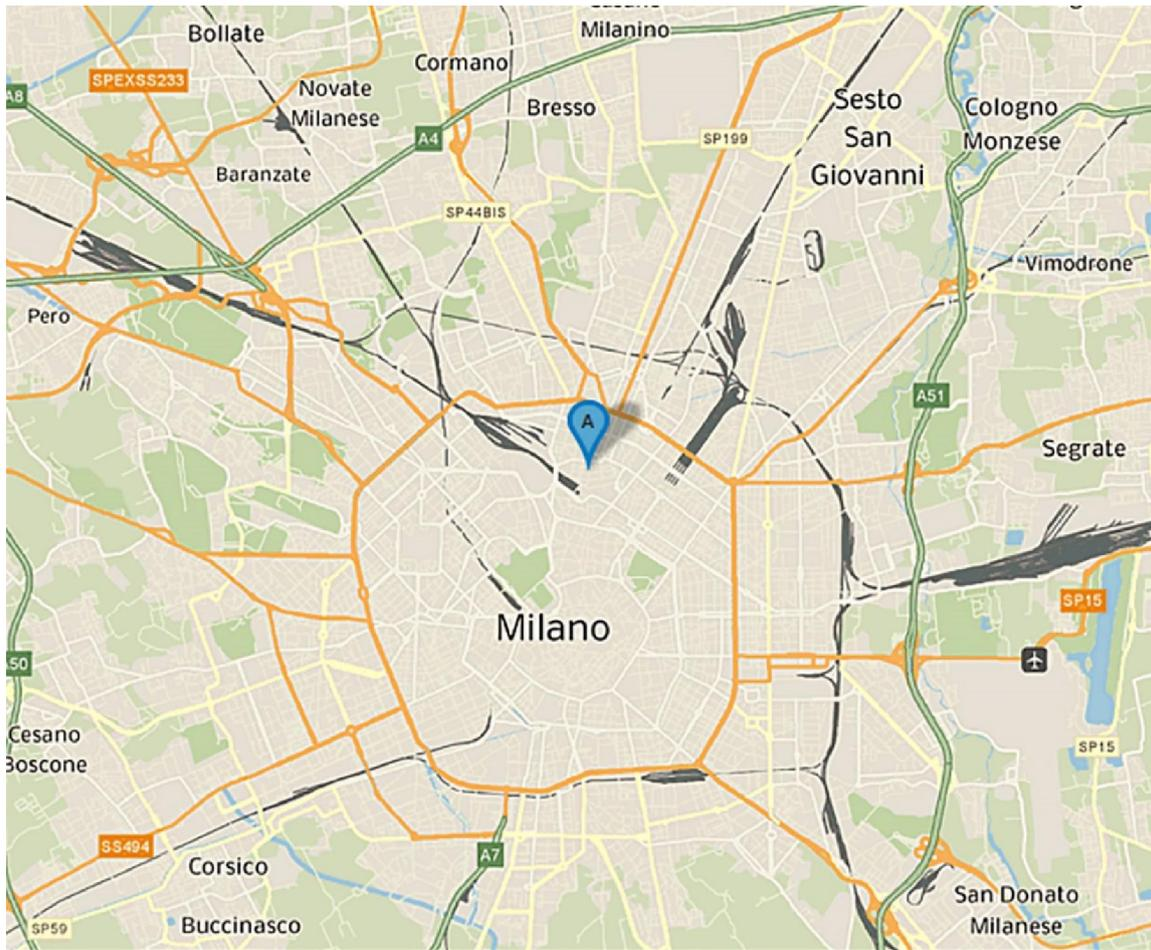 Bollate
Milanino
Cormano
SPEXSS233
A8
Novate
Milanese
Bresso
Sesto
San
Giovanni
Cologno
Monzese
A4
SP199
Baranzate
SP44BIS
Vimodrone
Pero
A51
A
Segrate
SP15
Milano
A50
Cesano
Boscone
SP15
SS494
A7
Corsico
San Donato
Milanese
Buccinasco
SP59